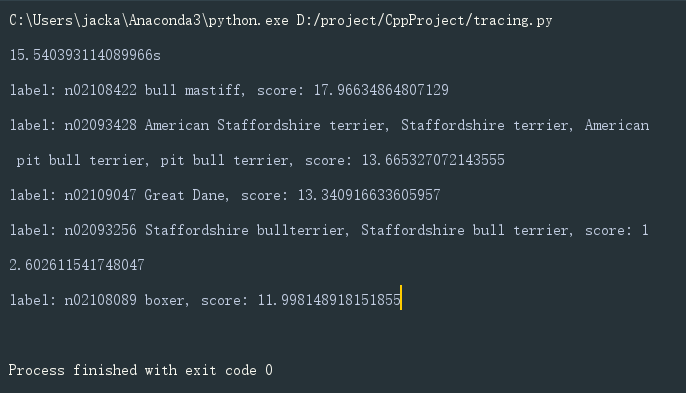 C:\Users\jacka\Anaconda3\python.exe D:/project/CppProject/tracing.py
15.540393114089966s
label: n02108422 bull mastiff, score: 17.96634864807129
label: n02093428 American Staffordshire terrier, Staffordshire terrier, American
pit bull terrier, pit bull terrier, score: 13.665327072143555
label: n02109047 Great Dane, score: 13.340916633605957
label: n02093256 Staffordshire bullterrier, Staffordshire bull terrier, score: 1
2.602611541748047
label: n02108089 boxer, score: 11.998148918151855
Process finished with exit code 0